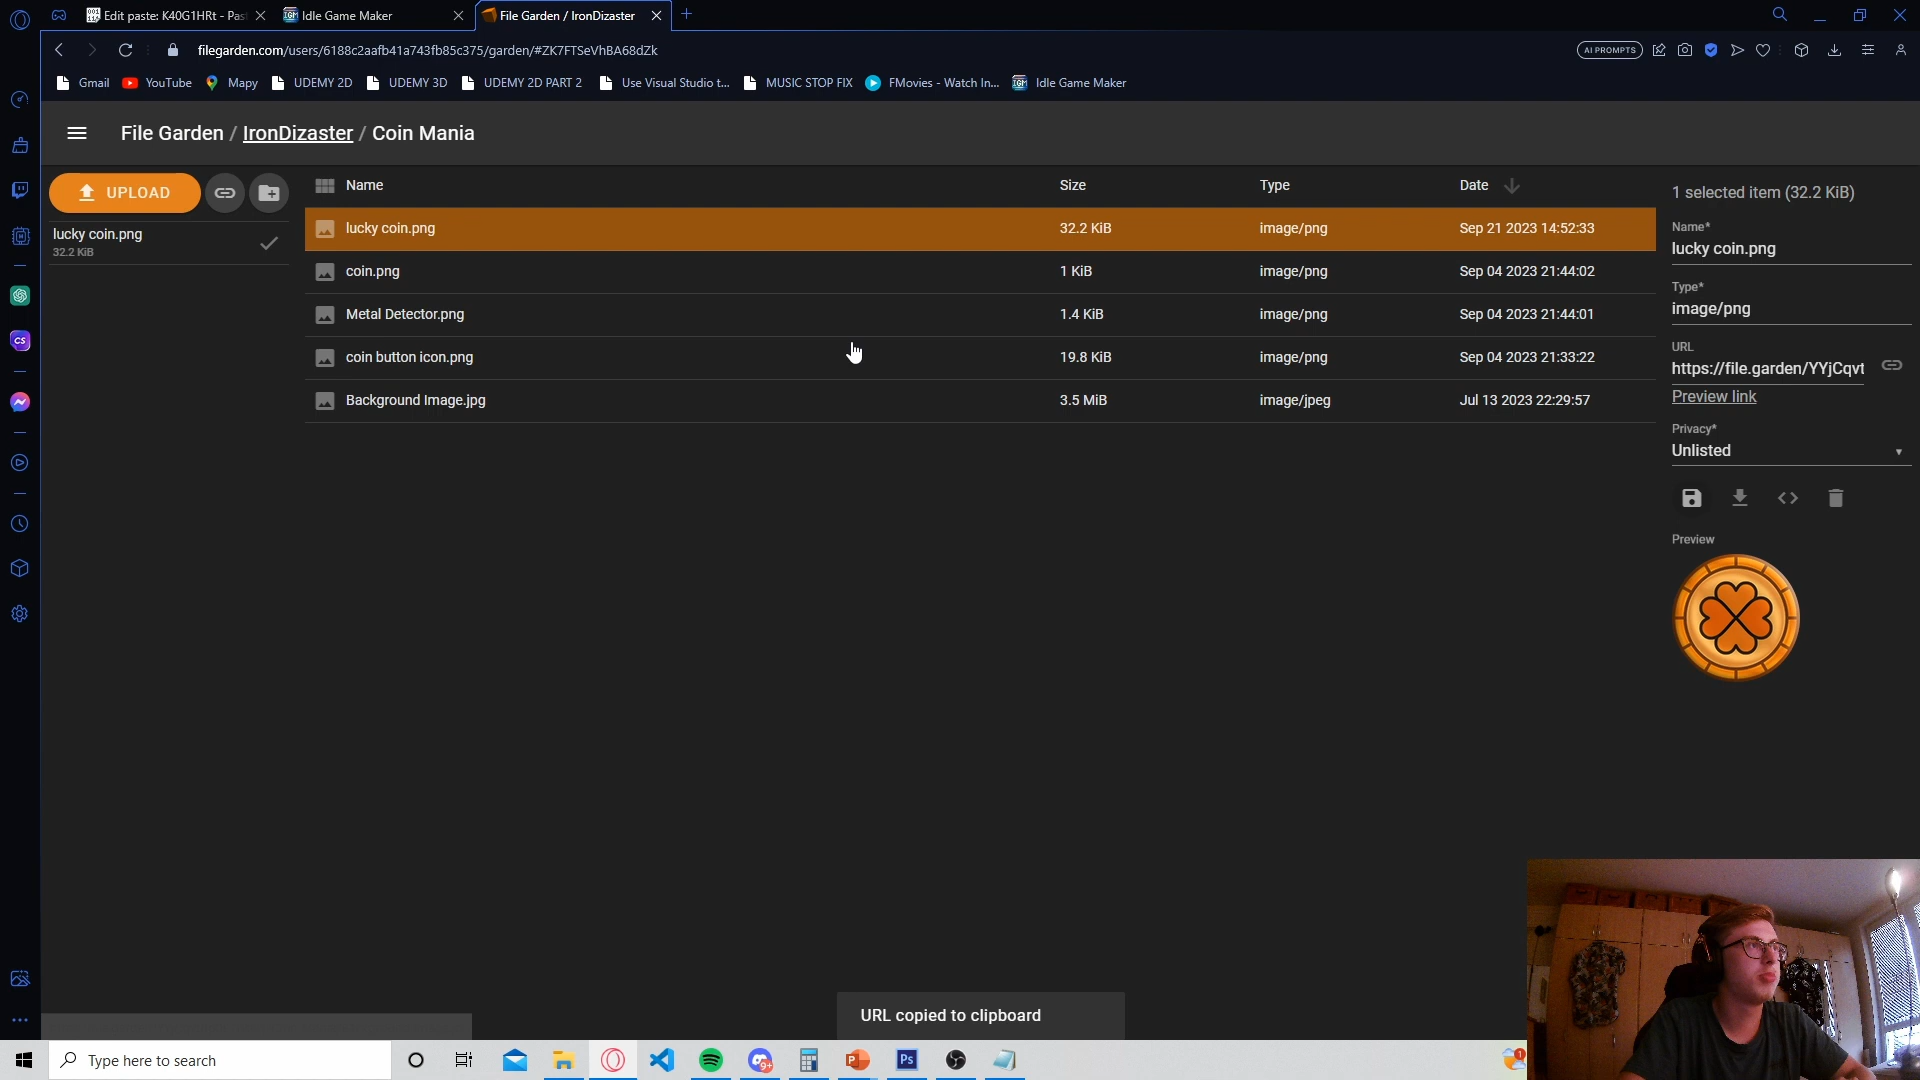 Edit paste: K40G1HRt - Pas
Idle Game Maker
File Garden / IronDizaster
filegarden.com/users/6188c2aafb41a743fb85c375/garden/#ZK7FTSeVhBA68dZk
AI PROMPTS
Gmail
YouTube
Mapy
UDEMY 2D
UDEMY 3D
UDEMY 2D PART 2
Use Visual Studio t...
MUSIC STOP FIX
FMovies - Watch In...
Idle Game Maker
File Garden / IronDizaster / Coin Mania
UPLOAD
lucky coin.png
32.2 KiB
Name Size Type Date
lucky coin.png 32.2 KiB image/png Sep 21 2023 14:52:33
coin.png 1 KiB image/png Sep 04 2023 21:44:02
Metal Detector.png 1.4 KiB image/png Sep 04 2023 21:44:01
coin button icon.png 19.8 KiB image/png Sep 04 2023 21:33:22
Background Image.jpg 3.5 MiB image/jpeg Jul 13 2023 22:29:57
1 selected item (32.2 KiB)
Name*
lucky coin.png
Type*
image/png
URL
https://file.garden/YYjCqvt
Preview link
Privacy*
Unlisted
Preview
URL copied to clipboard
Type here to search
CS
Ps
9+
1